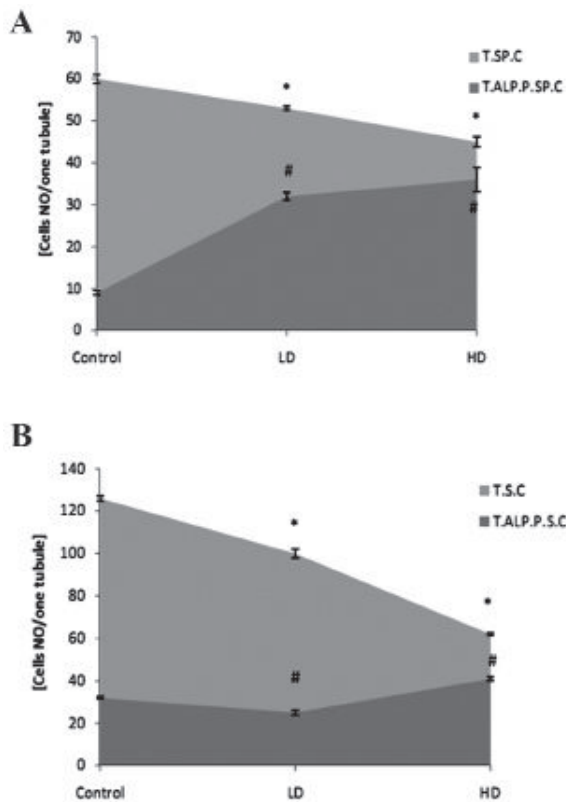 A
70
60
50
40
30
20
10
0
[Cells NO/one tubule]
T.SP.C
T.ALP.P.SP.C
*
*
#
#
Control LD HD
B
140
120
100
80
60
40
20
0
[Cells NO/one tubule]
T.S.C
T.ALP.P.S.C
*
*
#
#
Control LD HD